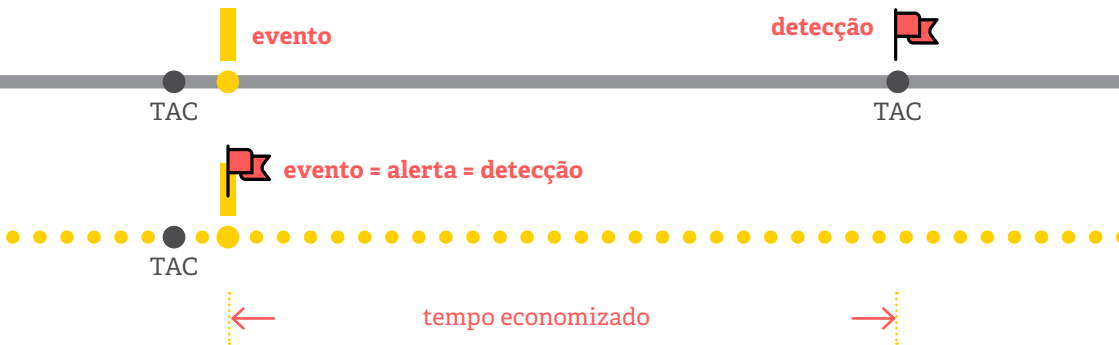 evento
detecção
TAC
TAC
evento = alerta = detecção
TAC
tempo economizado